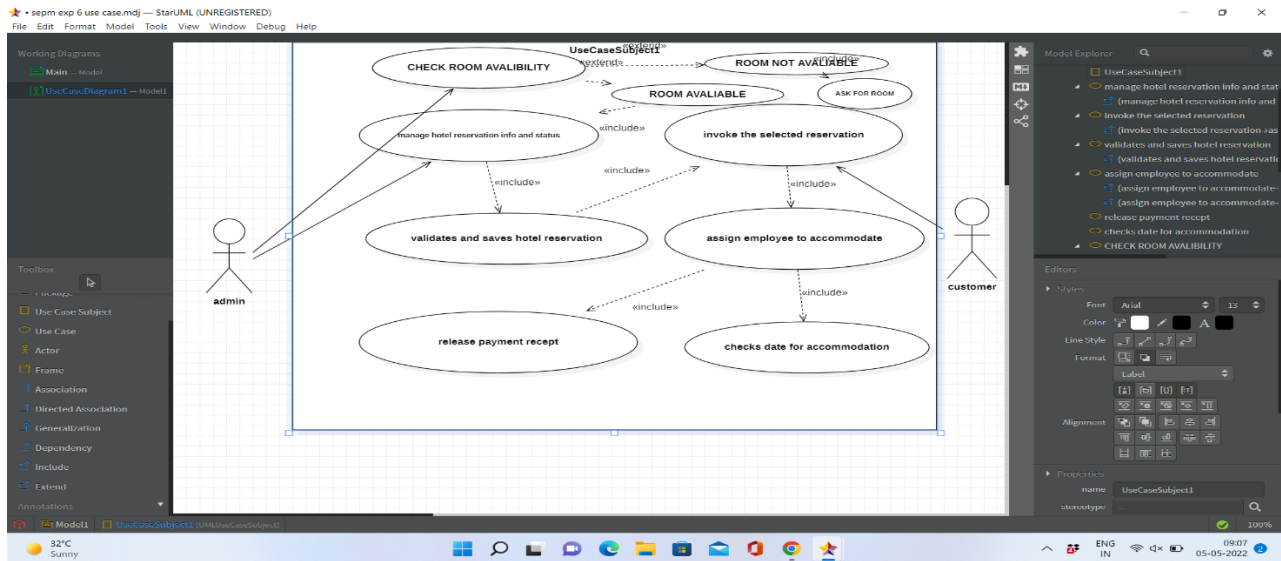 • sepm exp 6 use case.mdj — StarUML (UNREGISTERED)
File Edit Format Model Tools View Window Debug Help
Working Diagrams
Main — Model
UseCaseDiagram1 — Model1
Toolbox
Package
Use Case Subject
Use Case
Actor
Frame
Association
Directed Association
Generalization
Dependency
Include
Extend
Annotations
UseCaseSubject1
«extend»
CHECK ROOM AVALIBILITY
«extend»
ROOM NOT AVALIABLE
«include»
ROOM AVALIABLE
ASK FOR ROOM
manage hotel reservation info and status
«include»
invoke the selected reservation
«include»
«include»
«include»
validates and saves hotel reservation
assign employee to accommodate
admin
customer
«include»
«include»
release payment recept
checks date for accommodation
Model Explorer
UseCaseSubject1
manage hotel reservation info and stat
(manage hotel reservation info and
invoke the selected reservation
(invoke the selected reservation→as
validates and saves hotel reservation
(validates and saves hotel reservatic
assign employee to accommodate
(assign employee to accommodate-
(assign employee to accommodate-
release payment recept
checks date for accommodation
CHECK ROOM AVALIBILITY
Editors
Styles
Font Arial 13
Color A
Line Style
Format
Label
Alignment
Properties
name UseCaseSubject1
stereotype
Model1 UseCaseSubject1 (UMLUseCaseSubject)
100%
32°C
Sunny
ENG
IN
09:07
05-05-2022
2